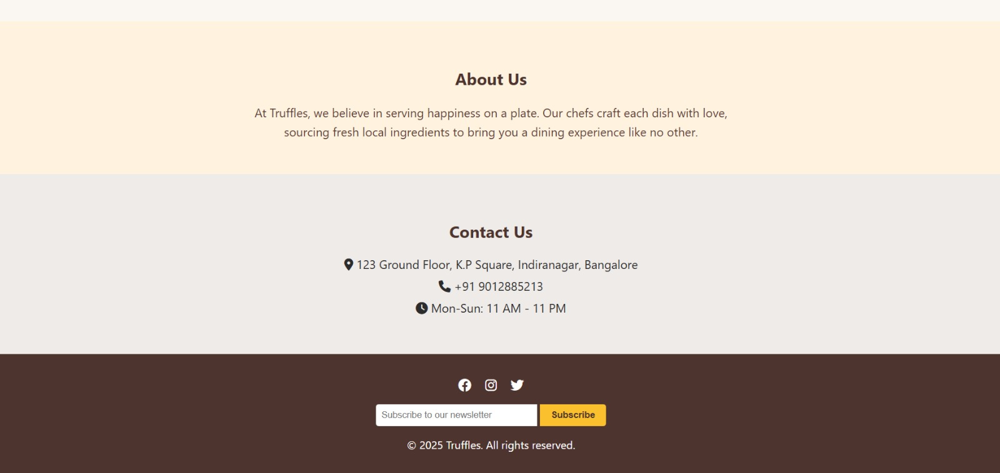 About Us
At Truffles, we believe in serving happiness on a plate. Our chefs craft each dish with love,
sourcing fresh local ingredients to bring you a dining experience like no other.
Contact Us
123 Ground Floor, K.P Square, Indiranagar, Bangalore
+91 9012885213
Mon-Sun: 11 AM - 11 PM
Subscribe to our newsletter Subscribe
© 2025 Truffles. All rights reserved.